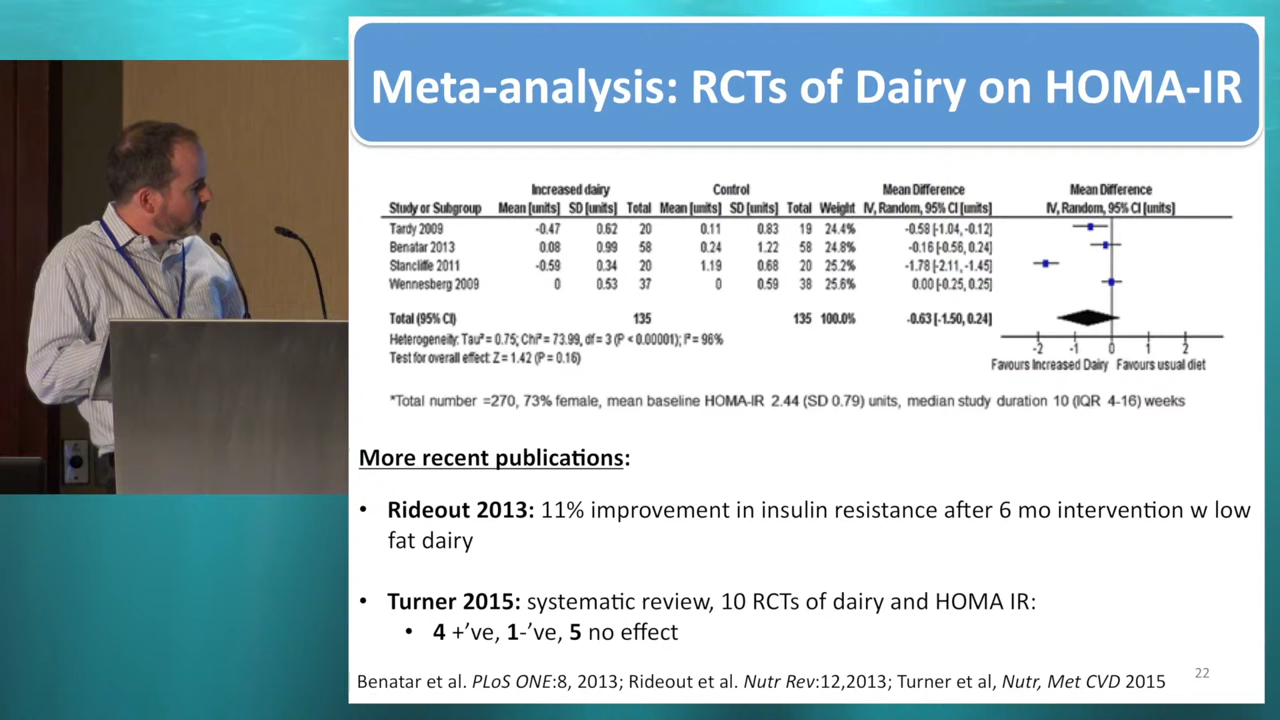 Meta-analysis: RCTs of Dairy on HOMA-IR
Increased dairy Control Mean Difference Mean Difference
Study or Subgroup Mean [units] SD [units] Total Mean [units] SD [units] Total Weight IV, Random, 95% CI [units] IV, Random, 95% CI [units]
Tardy 2009 -0.47 0.62 20 0.11 0.83 19 24.4% -0.58 [-1.04, -0.12]
Benatar 2013 0.08 0.99 58 0.24 1.22 58 24.8% -0.16 [-0.56, 0.24]
Stancliffe 2011 -0.59 0.34 20 1.19 0.68 20 25.2% -1.78 [-2.11, -1.45]
Wennesberg 2009 0 0.53 37 0 0.59 38 25.6% 0.00 [-0.25, 0.25]
Total (95% CI) 135 135 100.0% -0.63 [-1.50, 0.24]
Heterogeneity: Tau² = 0.75; Chi² = 73.99, df = 3 (P < 0.00001); I² = 96%
Test for overall effect: Z = 1.42 (P = 0.16)
-2 -1 0 1 2
Favours Increased Dairy Favours usual diet
*Total number =270, 73% female, mean baseline HOMA-IR 2.44 (SD 0.79) units, median study duration 10 (IQR 4-16) weeks
More recent publications:
• Rideout 2013: 11% improvement in insulin resistance after 6 mo intervention w low
fat dairy
• Turner 2015: systematic review, 10 RCTs of dairy and HOMA IR:
• 4 +’ve, 1-’ve, 5 no effect
Benatar et al. PLoS ONE:8, 2013; Rideout et al. Nutr Rev:12,2013; Turner et al, Nutr, Met CVD 2015
22